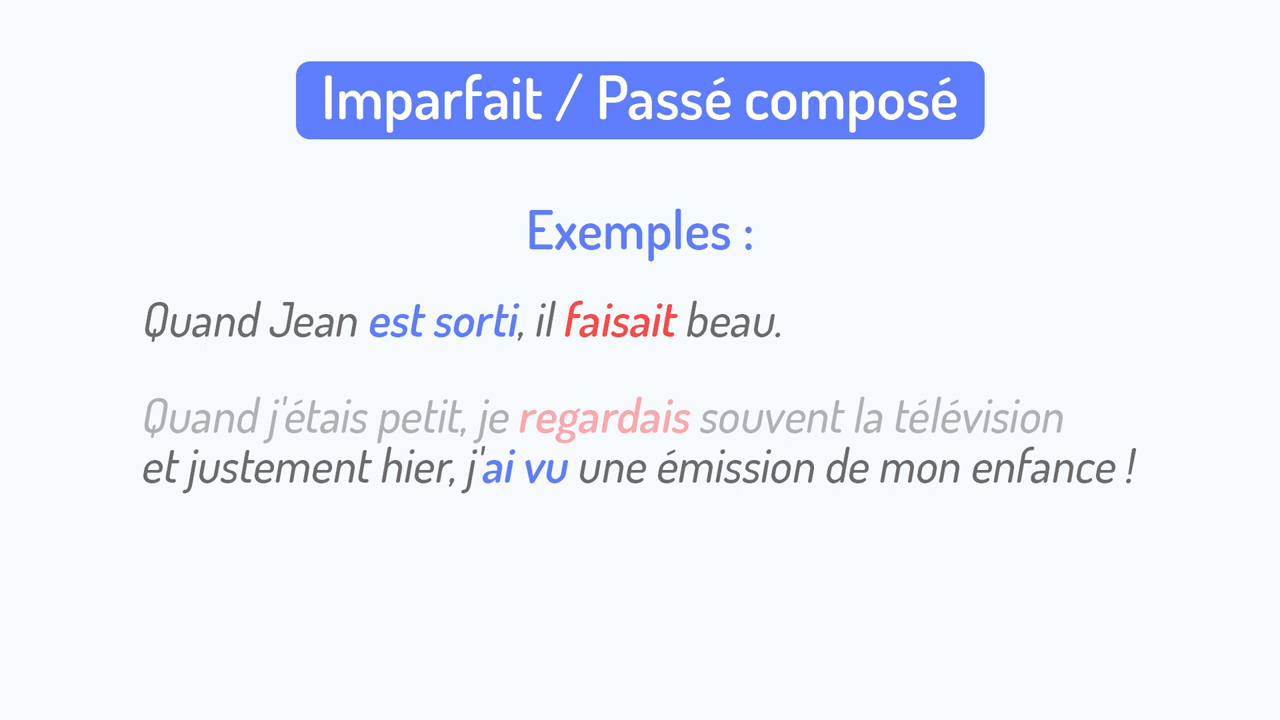 Imparfait / Passé composé
Exemples :
Quand Jean est sorti, il faisait beau.
Quand j'étais petit, je regardais souvent la télévision
et justement hier, j'ai vu une émission de mon enfance !